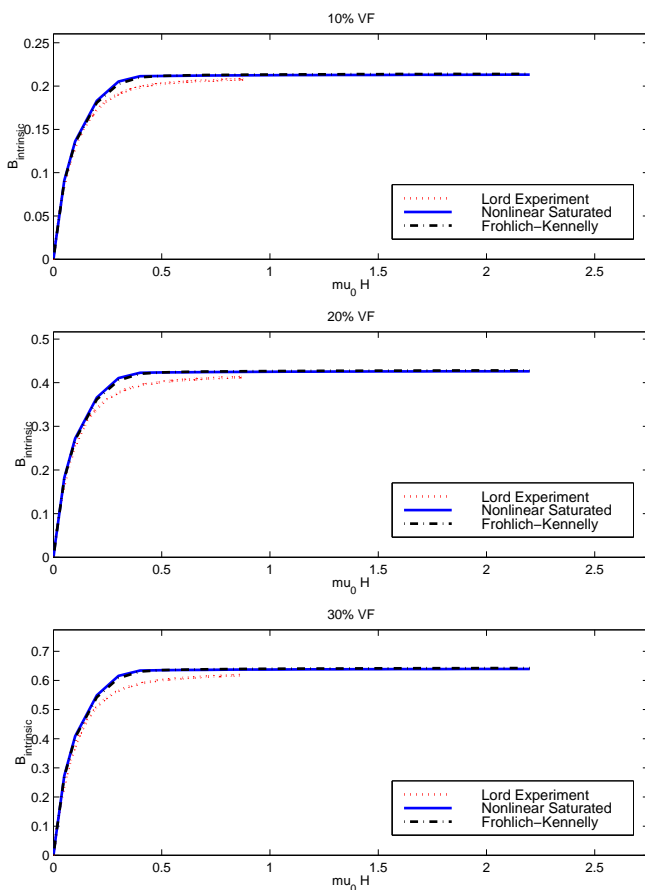 10% VF
0.25
0.2
0.15
0.1
0.05
0
B_intrinsic
Lord Experiment
Nonlinear Saturated
Frohlich−Kennelly
0 0.5 1 1.5 2 2.5
mu_0 H
20% VF
0.5
0.4
0.3
0.2
0.1
0
B_intrinsic
Lord Experiment
Nonlinear Saturated
Frohlich−Kennelly
0 0.5 1 1.5 2 2.5
mu_0 H
30% VF
0.7
0.6
0.5
0.4
0.3
0.2
0.1
0
B_intrinsic
Lord Experiment
Nonlinear Saturated
Frohlich−Kennelly
0 0.5 1 1.5 2 2.5
mu_0 H